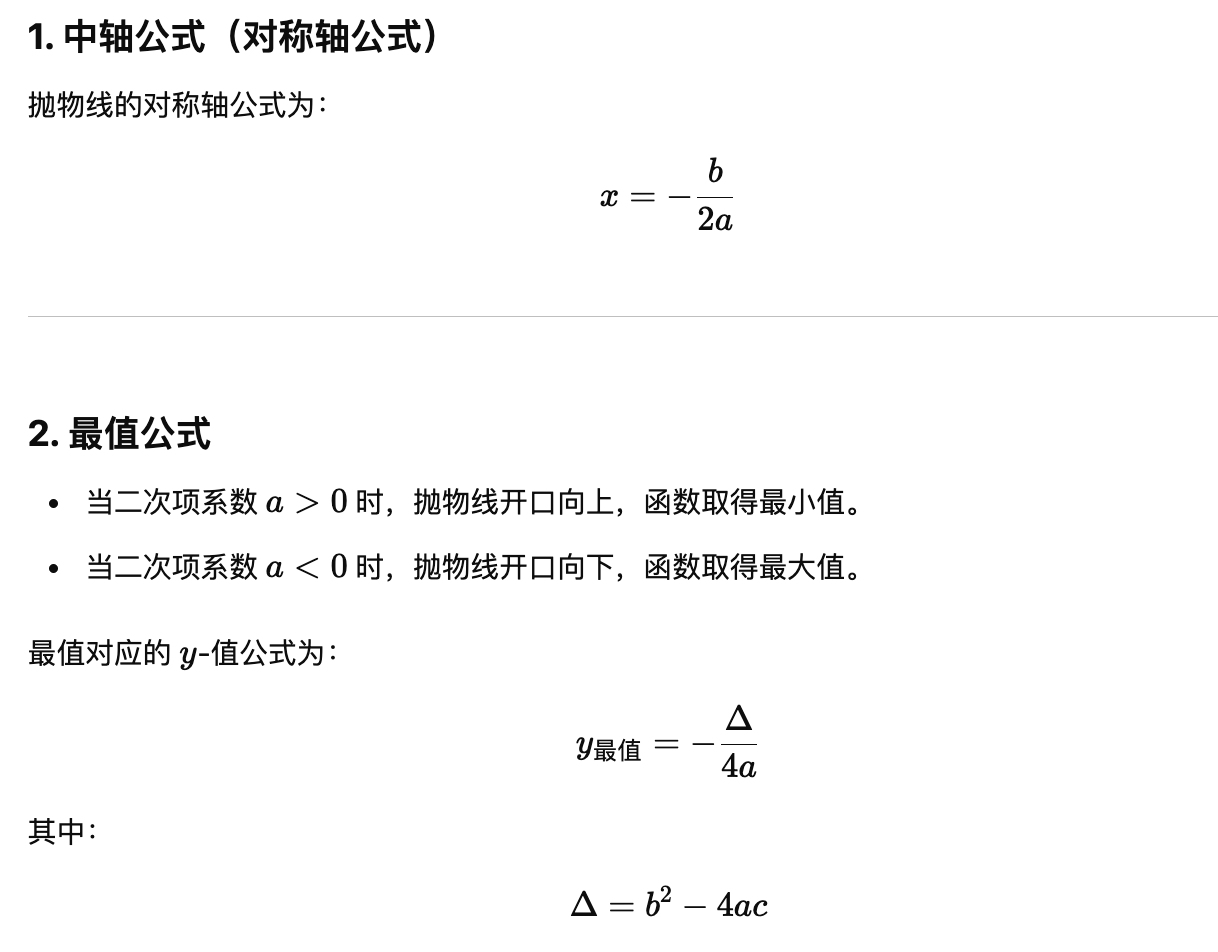 1. 中轴公式（对称轴公式）
抛物线的对称轴公式为：
x = -\frac{b}{2a}
2. 最值公式
• 当二次项系数 a > 0 时，抛物线开口向上，函数取得最小值。
• 当二次项系数 a < 0 时，抛物线开口向下，函数取得最大值。
最值对应的 y-值公式为：
y_{最值} = -\frac{Δ}{4a}
其中：
Δ = b^2 - 4ac